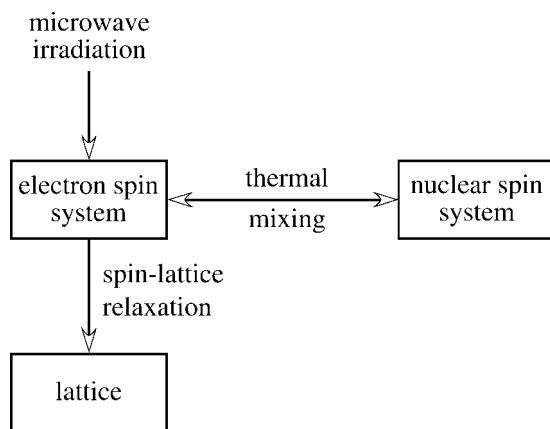 microwave
irradiation
electron spin
system
thermal
mixing
nuclear spin
system
spin-lattice
relaxation
lattice